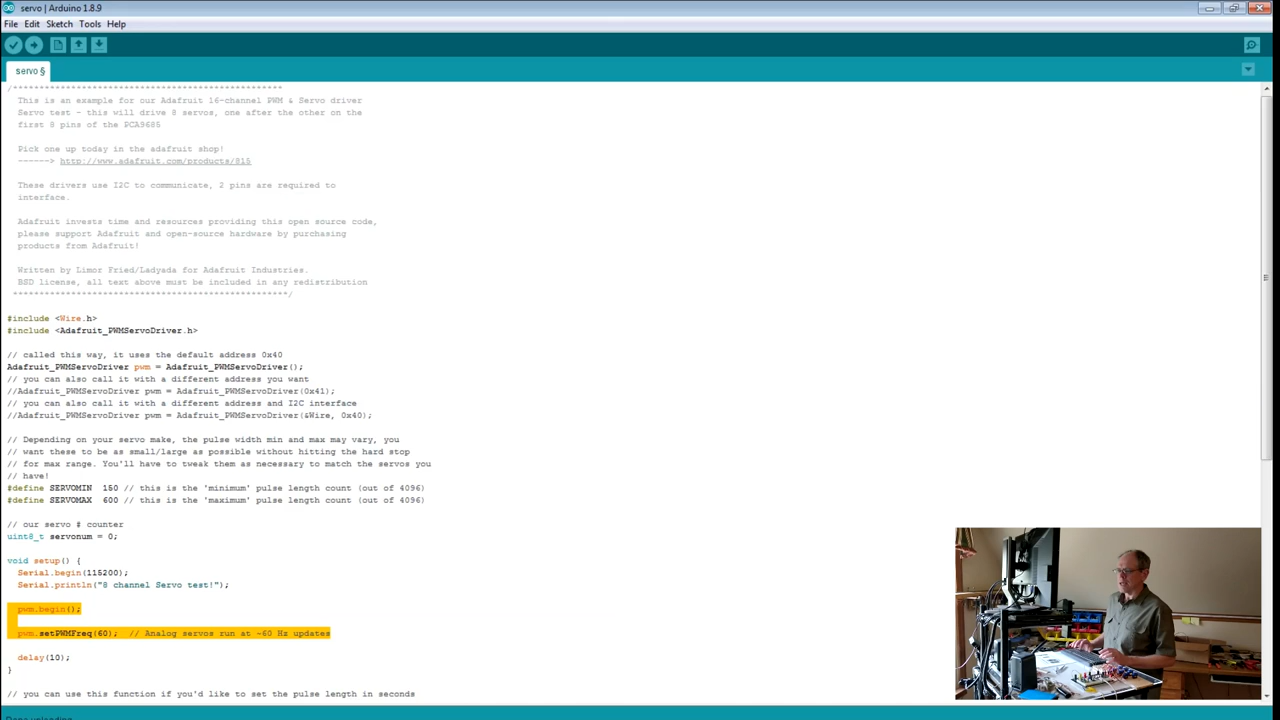 servo | Arduino 1.8.9
File Edit Sketch Tools Help
servo §
/***************************************************
This is an example for our Adafruit 16-channel PWM & Servo driver
Servo test - this will drive 8 servos, one after the other on the
first 8 pins of the PCA9685
Pick one up today in the adafruit shop!
------> http://www.adafruit.com/products/815
These drivers use I2C to communicate, 2 pins are required to
interface.
Adafruit invests time and resources providing this open source code,
please support Adafruit and open-source hardware by purchasing
products from Adafruit!
Written by Limor Fried/Ladyada for Adafruit Industries.
BSD license, all text above must be included in any redistribution
****************************************************/
#include <Wire.h>
#include <Adafruit_PWMServoDriver.h>
// called this way, it uses the default address 0x40
Adafruit_PWMServoDriver pwm = Adafruit_PWMServoDriver();
// you can also call it with a different address you want
//Adafruit_PWMServoDriver pwm = Adafruit_PWMServoDriver(0x41);
// you can also call it with a different address and I2C interface
//Adafruit_PWMServoDriver pwm = Adafruit_PWMServoDriver(&Wire, 0x40);
// Depending on your servo make, the pulse width min and max may vary, you
// want these to be as small/large as possible without hitting the hard stop
// for max range. You'll have to tweak them as necessary to match the servos you
// have!
#define SERVOMIN 150 // this is the 'minimum' pulse length count (out of 4096)
#define SERVOMAX 600 // this is the 'maximum' pulse length count (out of 4096)
// our servo # counter
uint8_t servonum = 0;
void setup() {
Serial.begin(115200);
Serial.println("8 channel Servo test!");
pwm.begin();
pwm.setPWMFreq(60); // Analog servos run at ~60 Hz updates
delay(10);
}
// you can use this function if you'd like to set the pulse length in seconds
Done uploading